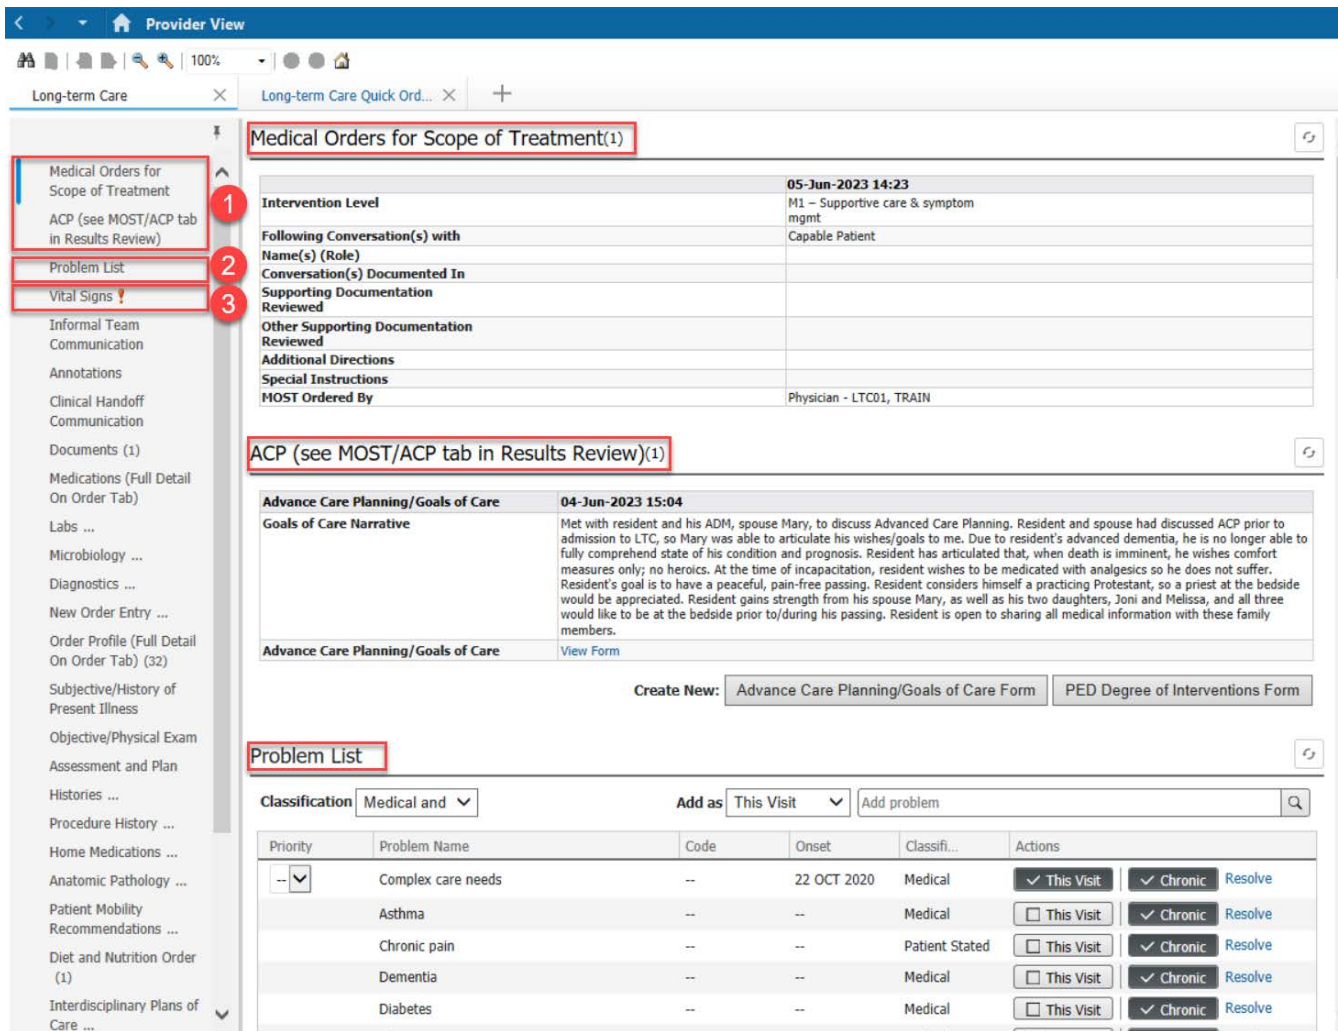 Provider View
100%
Long-term Care
Long-term Care Quick Ord...
Medical Orders for
Scope of Treatment
ACP (see MOST/ACP tab
in Results Review)
1
Problem List
2
Vital Signs !
3
Informal Team
Communication
Annotations
Clinical Handoff
Communication
Documents (1)
Medications (Full Detail
On Order Tab)
Labs ...
Microbiology ...
Diagnostics ...
New Order Entry ...
Order Profile (Full Detail
On Order Tab) (32)
Subjective/History of
Present Illness
Objective/Physical Exam
Assessment and Plan
Histories ...
Procedure History ...
Home Medications ...
Anatomic Pathology ...
Patient Mobility
Recommendations ...
Diet and Nutrition Order
(1)
Interdisciplinary Plans of
Care ...
Medical Orders for Scope of Treatment(1)
05-Jun-2023 14:23
Intervention Level M1 – Supportive care & symptom
mgmt
Following Conversation(s) with Capable Patient
Name(s) (Role)
Conversation(s) Documented In
Supporting Documentation
Reviewed
Other Supporting Documentation
Reviewed
Additional Directions
Special Instructions
MOST Ordered By Physician - LTC01, TRAIN
ACP (see MOST/ACP tab in Results Review)(1)
Advance Care Planning/Goals of Care 04-Jun-2023 15:04
Goals of Care Narrative Met with resident and his ADM, spouse Mary, to discuss Advanced Care Planning. Resident and spouse had discussed ACP prior to
admission to LTC, so Mary was able to articulate his wishes/goals to me. Due to resident's advanced dementia, he is no longer able to
fully comprehend state of his condition and prognosis. Resident has articulated that, when death is imminent, he wishes comfort
measures only; no heroics. At the time of incapacitation, resident wishes to be medicated with analgesics so he does not suffer.
Resident's goal is to have a peaceful, pain-free passing. Resident considers himself a practicing Protestant, so a priest at the bedside
would be appreciated. Resident gains strength from his spouse Mary, as well as his two daughters, Joni and Melissa, and all three
would like to be at the bedside prior to/during his passing. Resident is open to sharing all medical information with these family
members.
Advance Care Planning/Goals of Care View Form
Create New: Advance Care Planning/Goals of Care Form PED Degree of Interventions Form
Problem List
Classification Medical and Add as This Visit Add problem
Priority Problem Name Code Onset Classifi... Actions
-- Complex care needs -- 22 OCT 2020 Medical This Visit Chronic Resolve
Asthma -- -- Medical This Visit Chronic Resolve
Chronic pain -- -- Patient Stated This Visit Chronic Resolve
Dementia -- -- Medical This Visit Chronic Resolve
Diabetes -- -- Medical This Visit Chronic Resolve